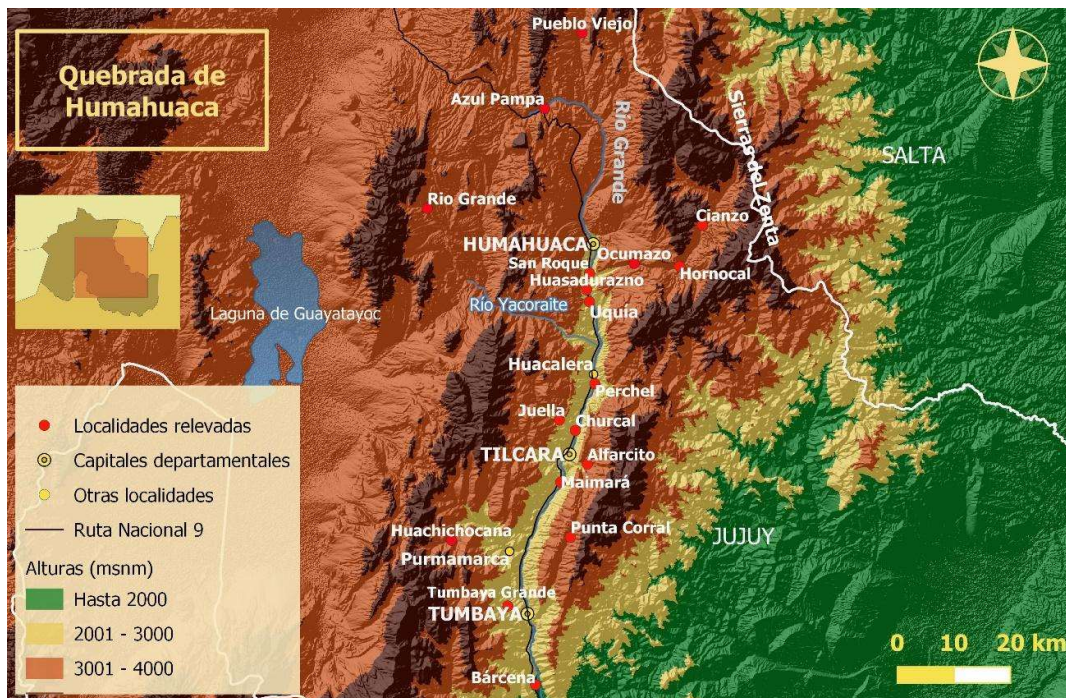 Quebrada de
Humahuaca
Pueblo Viejo
Azul Pampa
Río Grande
Sierras del Zenta
SALTA
Rio Grande
Cianzo
HUMAHUACA
Ocumazo
San Roque
Hornocal
Huasadurazno
Río Yacoraite
Uquía
Laguna de Guayatayoc
Huacalera
Perchel
Juella
Churcal
TILCARA
Alfarcito
Maimará
Huachichocana
Punta Corral
JUJUY
Purmamarca
Tumbaya Grande
TUMBAYA
Bárcena
Localidades relevadas
Capitales departamentales
Otras localidades
Ruta Nacional 9
Alturas (msnm)
Hasta 2000
2001 - 3000
3001 - 4000
0 10 20 km